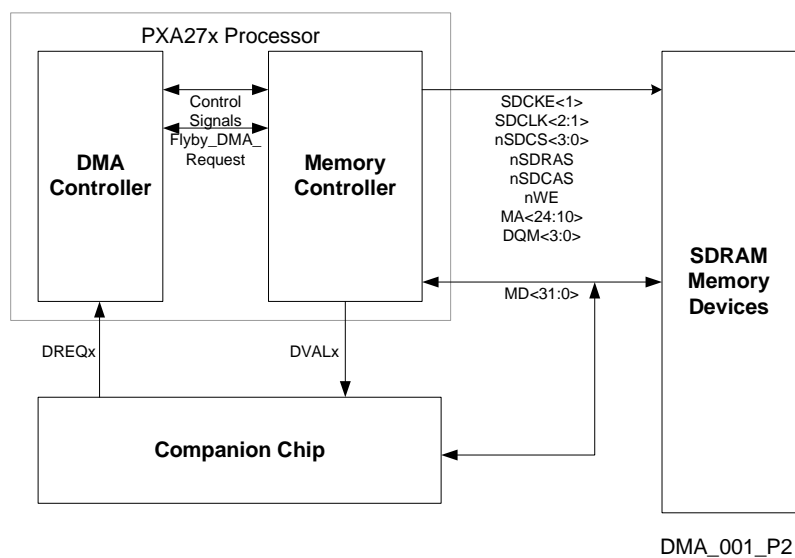 PXA27x Processor
DMA
Controller
Control
Signals
Flyby_DMA_
Request
Memory
Controller
SDCKE<1>
SDCLK<2:1>
nSDCS<3:0>
nSDRAS
nSDCAS
nWE
MA<24:10>
DQM<3:0>
MD<31:0>
SDRAM
Memory
Devices
DREQx
DVALx
Companion Chip
DMA_001_P2